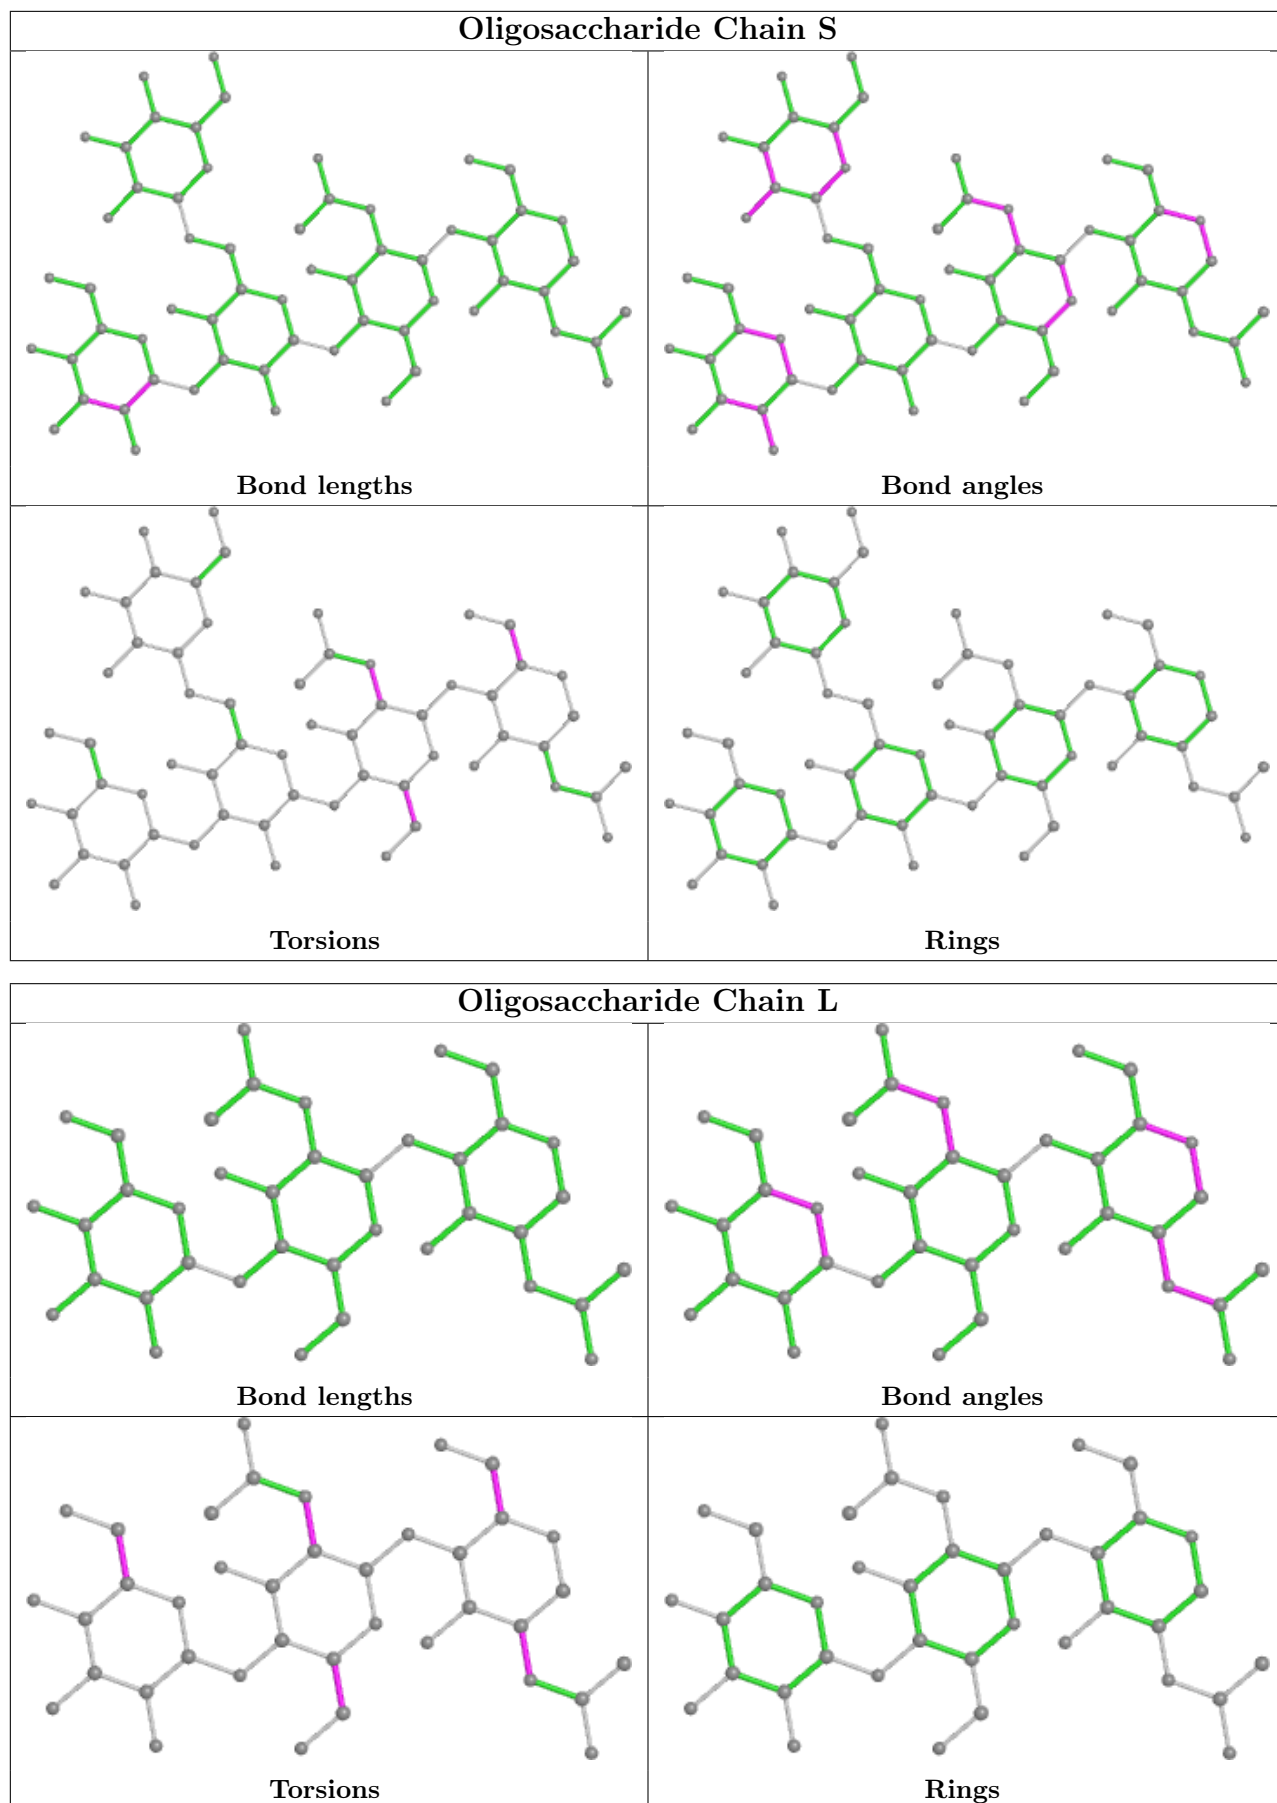 Oligosaccharide Chain S
Bond lengths
Bond angles
Torsions
Rings
Oligosaccharide Chain L
Bond lengths
Bond angles
Torsions
Rings